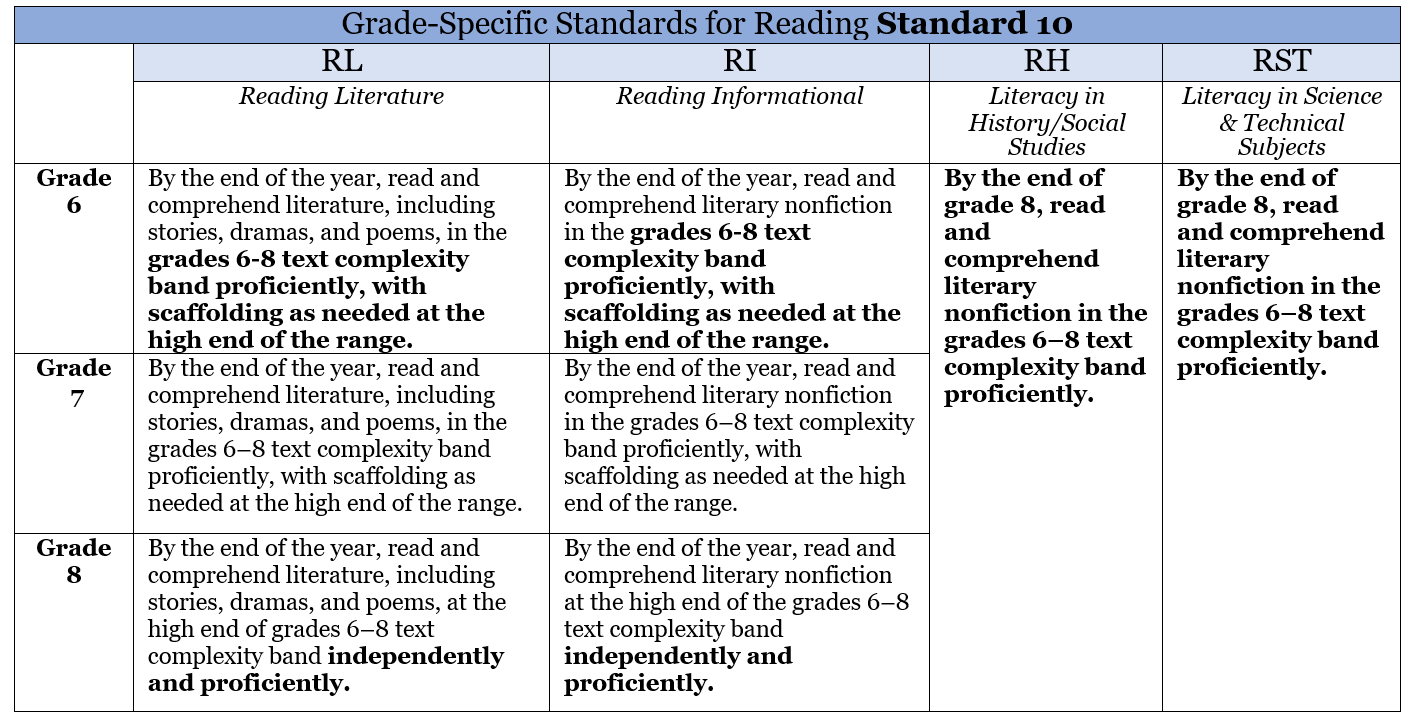 Grade-Specific Standards for Reading Standard 10
RL
RI
RH
RST
Reading Literature
Reading Informational
Literacy in
History/Social
Studies
Literacy in Science
& Technical
Subjects
Grade
6
By the end of the year, read and
comprehend literature, including
stories, dramas, and poems, in the
grades 6-8 text complexity
band proficiently, with
scaffolding as needed at the
high end of the range.
By the end of the year, read and
comprehend literary nonfiction
in the grades 6-8 text
complexity band
proficiently, with
scaffolding as needed at the
high end of the range.
By the end of
grade 8, read
and
comprehend
literary
nonfiction in the
grades 6–8 text
complexity band
proficiently.
By the end of
grade 8, read
and comprehend
literary
nonfiction in the
grades 6–8 text
complexity band
proficiently.
Grade
7
By the end of the year, read and
comprehend literature, including
stories, dramas, and poems, in the
grades 6–8 text complexity band
proficiently, with scaffolding as
needed at the high end of the range.
By the end of the year, read and
comprehend literary nonfiction
in the grades 6–8 text complexity
band proficiently, with
scaffolding as needed at the high
end of the range.
Grade
8
By the end of the year, read and
comprehend literature, including
stories, dramas, and poems, at the
high end of grades 6–8 text
complexity band independently
and proficiently.
By the end of the year, read and
comprehend literary nonfiction
at the high end of the grades 6–8
text complexity band
independently and
proficiently.